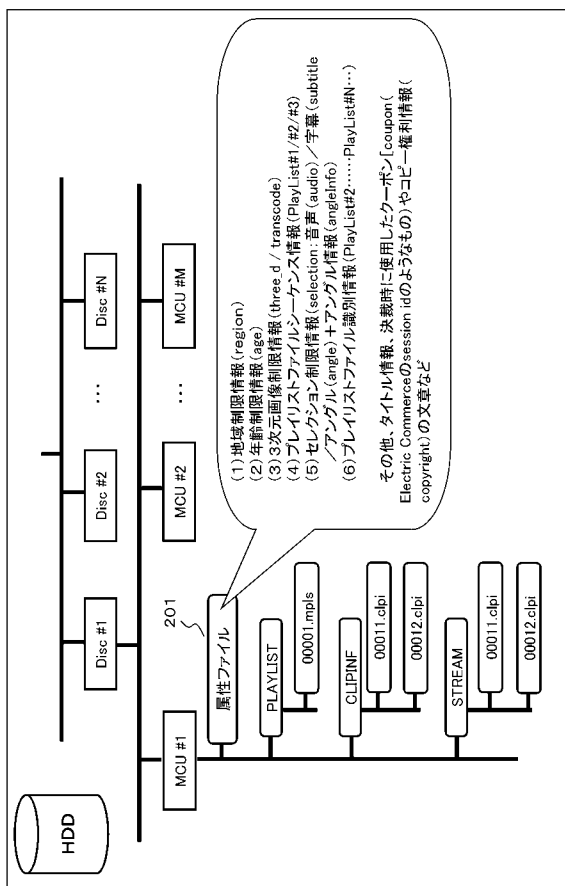 HDD
Disc #1
Disc #2
...
Disc #N
MCU #1
MCU #2
...
MCU #M
201
属性ファイル
PLAYLIST
00001.mpls
CLIPINF
00011.clpi
00012.clpi
STREAM
00011.clpi
00012.clpi
(1)地域制限情報(region)
(2)年齢制限情報(age)
(3)3次元画像制限情報(three_d / transcode)
(4)プレイリストファイルシーケンス情報(PlayList#1/#2/#3)
(5)セレクション制限情報(selection:音声(audio)/字幕(subtitle
/アングル(angle)+アングル情報(angleInfo)
(6)プレイリストファイル識別情報(PlayList#2……PlayList#N…)
その他、タイトル情報、決裁時に使用したクーポン[coupon(
Electric Commerceのsession idのようなもの)やコピー権利情報(
copyright)の文章など